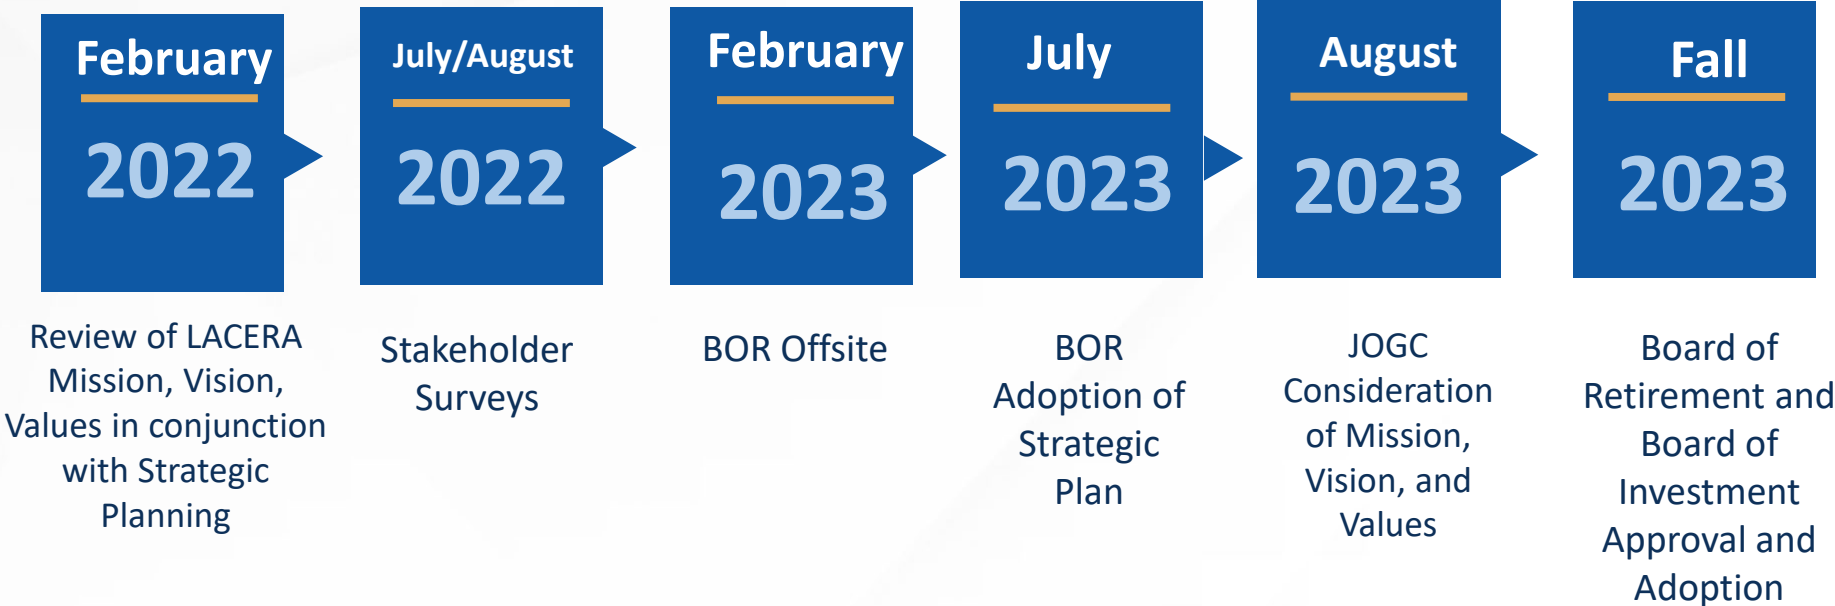 February
2022
Review of LACERA
Mission, Vision,
Values in conjunction
with Strategic
Planning
July/August
2022
Stakeholder
Surveys
February
2023
BOR Offsite
July
2023
BOR
Adoption of
Strategic
Plan
August
2023
JOGC
Consideration
of Mission,
Vision, and
Values
Fall
2023
Board of
Retirement and
Board of
Investment
Approval and
Adoption